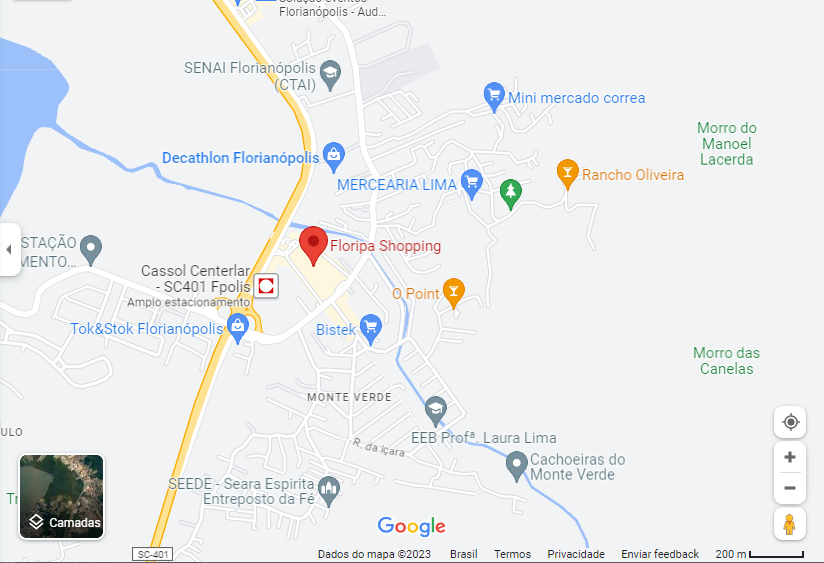 Florianópolis - Aud...
SENAI Florianópolis
(CTAI)
Mini mercado correa
Morro do
Manoel
Lacerda
Decathlon Florianópolis
MERCEARIA LIMA
Rancho Oliveira
STAÇÃO
MENTO...
Floripa Shopping
Cassol Centerlar
- SC401 Fpolis
Amplo estacionamento
O Point
Tok&Stok Florianópolis
Bistek
Morro das
Canelas
MONTE VERDE
EEB Profª. Laura Lima
ULO
R. da Içara
Cachoeiras do
Monte Verde
SEEDE - Seara Espírita
Entreposto da Fé
Tr
Camadas
Google
SC-401
Dados do mapa ©2023 Brasil Termos Privacidade Enviar feedback 200 m